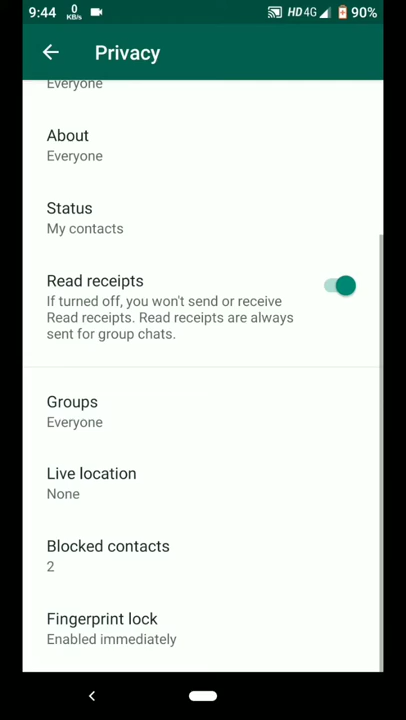 9:44 0 KB/s HD 4G 90%
Privacy
Everyone
About
Everyone
Status
My contacts
Read receipts
If turned off, you won't send or receive
Read receipts. Read receipts are always
sent for group chats.
Groups
Everyone
Live location
None
Blocked contacts
2
Fingerprint lock
Enabled immediately